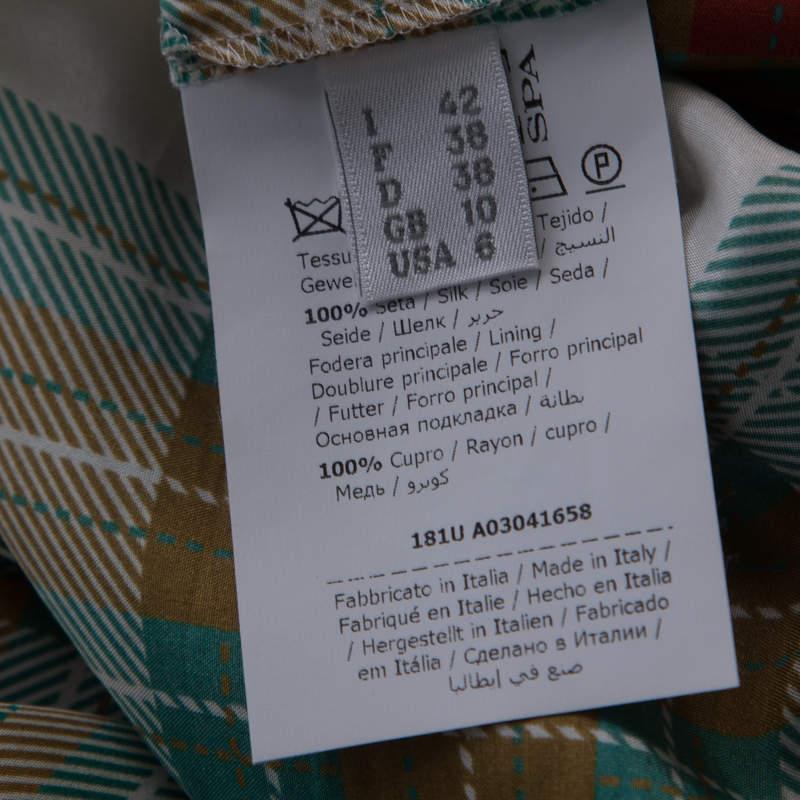 SPA
I 42
F 38
D 38
GB 10
USA 6
P
Tessu Tejido /
Gewe / النسيج /
100% Seta / Silk / Soie / Seda /
Seide / Шелк / حرير
Fodera principale / Lining /
Doublure principale / Forro principal
/ Futter / Forro principal /
Основная подкладка / بطانة
100% Cupro / Rayon / cupro /
Медь / كوبرو
181U A03041658
Fabbricato in Italia / Made in Italy /
Fabriqué en Italie / Hecho en Italia
/ Hergestellt in Italien / Fabricado
em Itália / Сделано в Италии /
صنع في إيطاليا